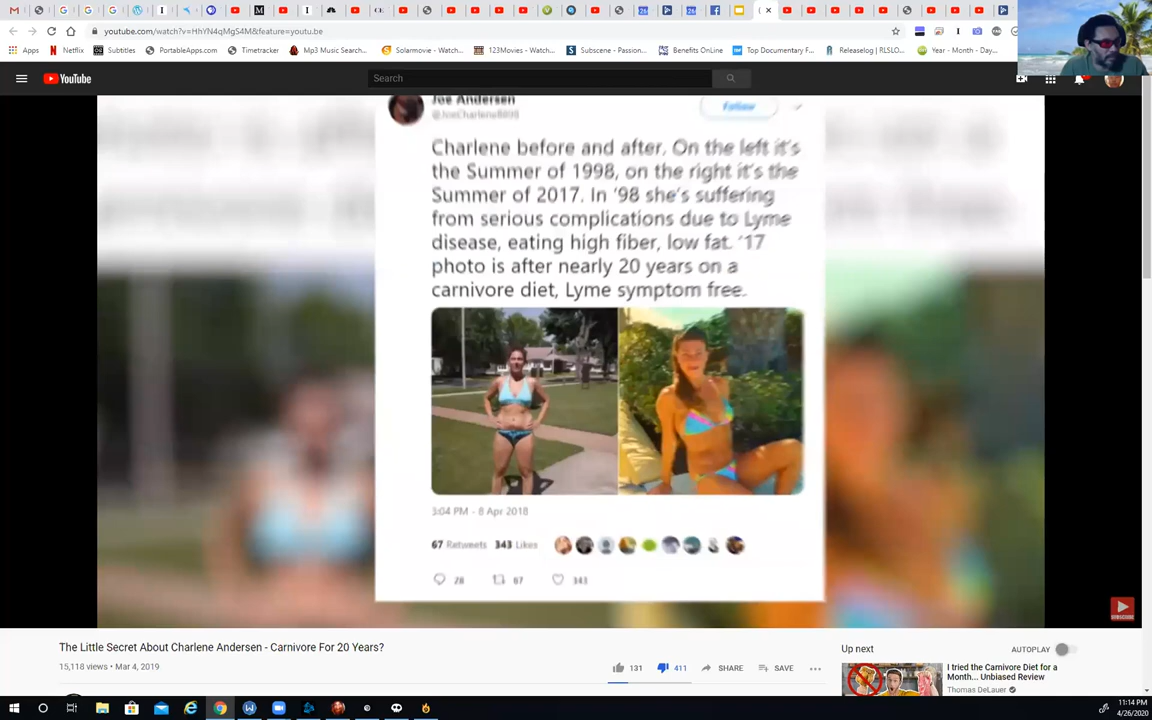 youtube.com/watch?v=HhYN4qMgS4M&feature=youtu.be
Apps Netflix Subtitles PortableApps.com Timetracker Mp3 Music Search... Solarmovie - Watch... 123Movies - Watch... Subscene - Passion... Benefits OnLine Top Documentary F... Releaselog | RLSLO... Year - Month - Day...
YouTube
Search
Joe Andersen
Follow
@JoeCharlene8898
Charlene before and after. On the left it's
the Summer of 1998, on the right it's the
Summer of 2017. In '98 she's suffering
from serious complications due to Lyme
disease, eating high fiber, low fat. '17
photo is after nearly 20 years on a
carnivore diet, Lyme symptom free.
3:04 PM - 8 Apr 2018
67 Retweets 343 Likes
28 67 343
SUBSCRIBE
The Little Secret About Charlene Andersen - Carnivore For 20 Years?
15,118 views • Mar 4, 2019
131 411 SHARE SAVE
Up next
AUTOPLAY
I tried the Carnivore Diet for a
Month... Unbiased Review
Thomas DeLauer
11:14 PM
4/26/2020